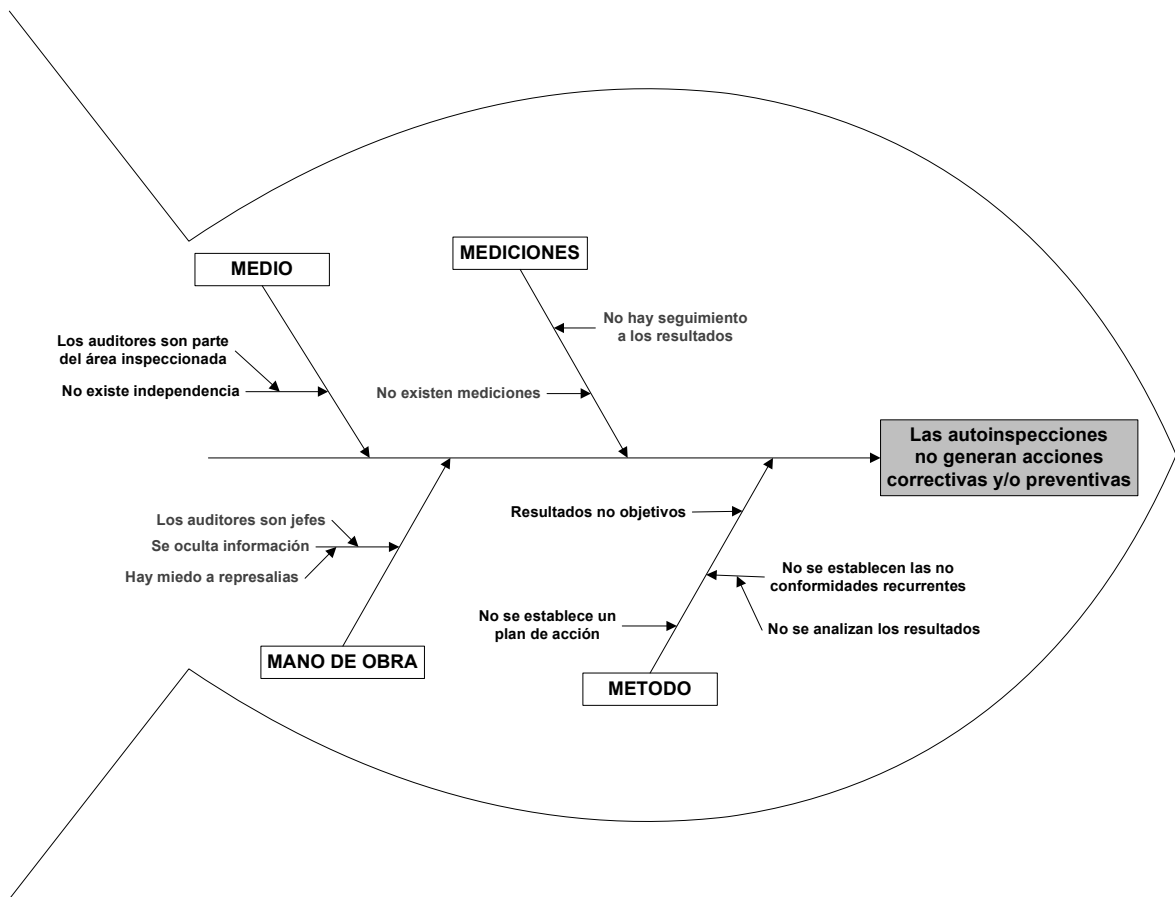 MEDIO
MEDICIONES
Los auditores son parte
del área inspeccionada
No existe independencia
No hay seguimiento
a los resultados
No existen mediciones
Las autoinspecciones
no generan acciones
correctivas y/o preventivas
Los auditores son jefes
Se oculta información
Hay miedo a represalias
MANO DE OBRA
Resultados no objetivos
No se establecen las no
conformidades recurrentes
No se establece un
plan de acción
No se analizan los resultados
METODO